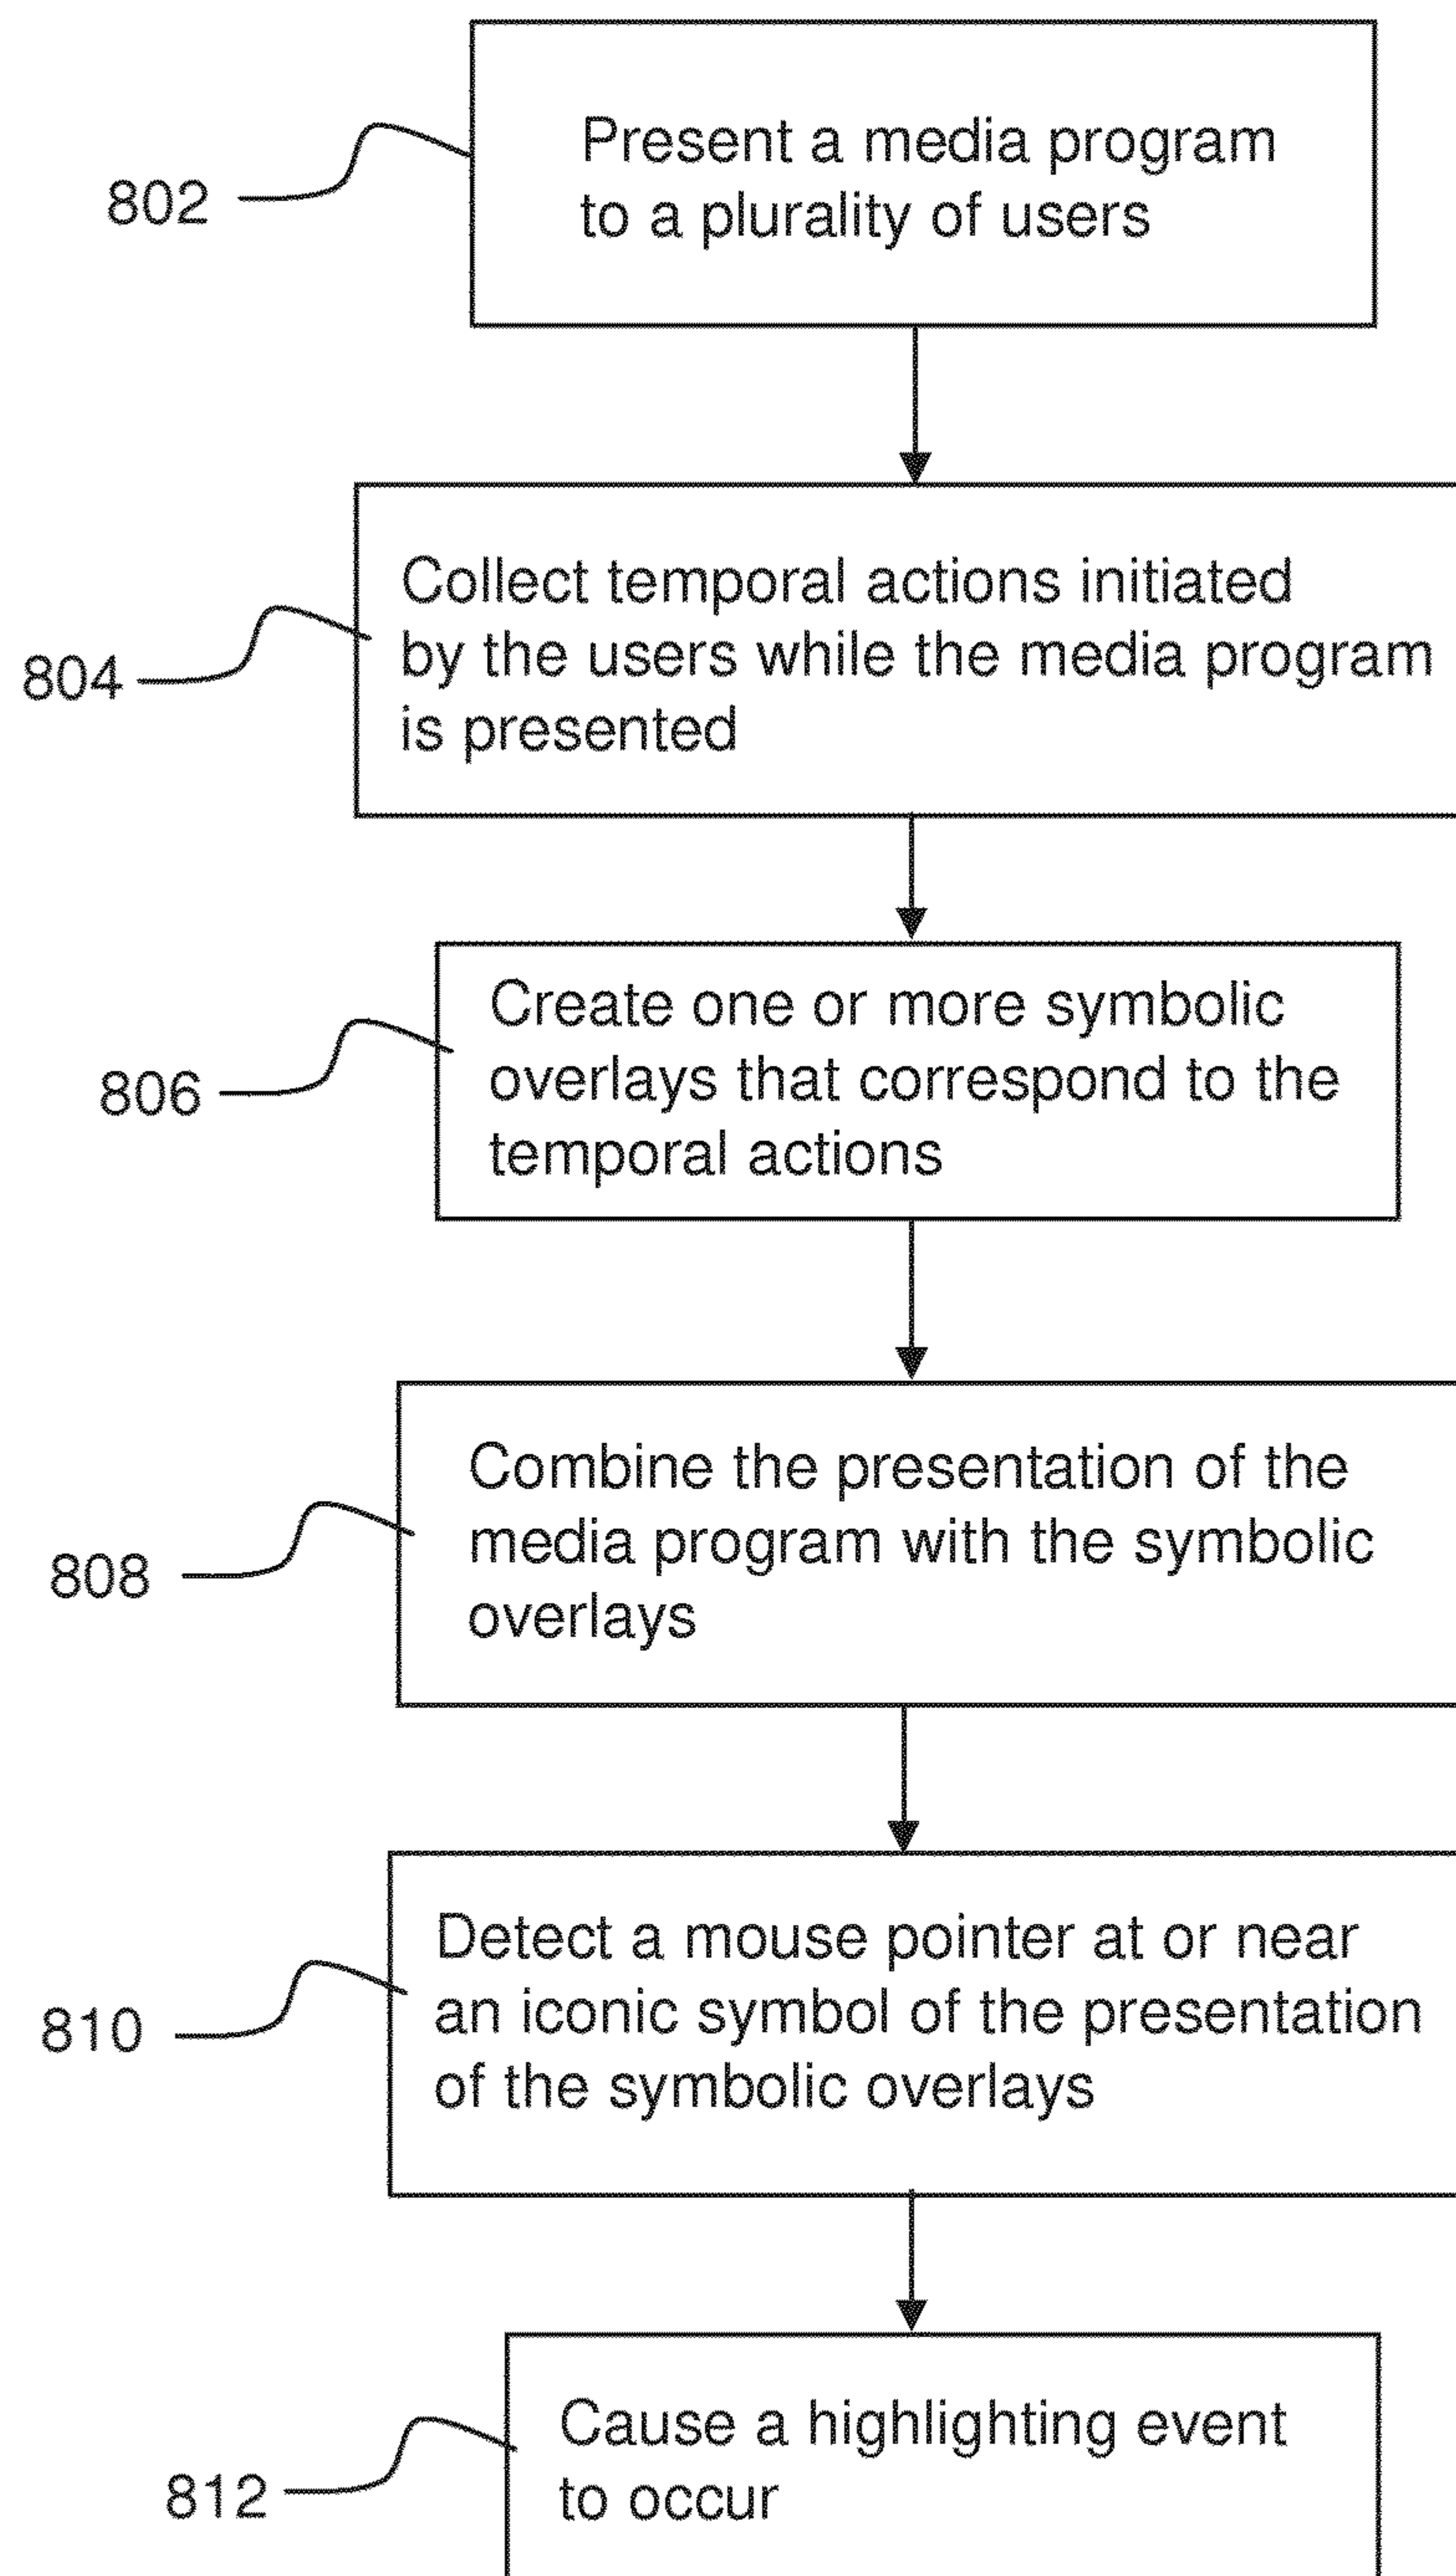 Present a media program
to a plurality of users
802
Collect temporal actions initiated
by the users while the media program
is presented
804
Create one or more symbolic
overlays that correspond to the
temporal actions
806
Combine the presentation of the
media program with the symbolic
overlays
808
Detect a mouse pointer at or near
an iconic symbol of the presentation
of the symbolic overlays
810
Cause a highlighting event
to occur
812